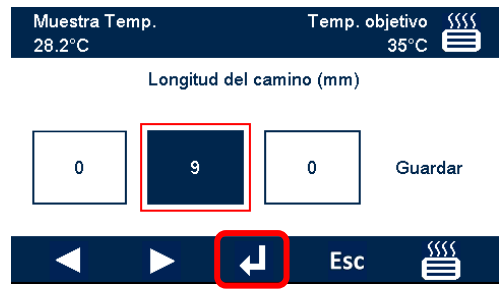 Muestra Temp.
28.2°C
Temp. objetivo
35°C
Longitud del camino (mm)
0
9
0
Guardar
Esc